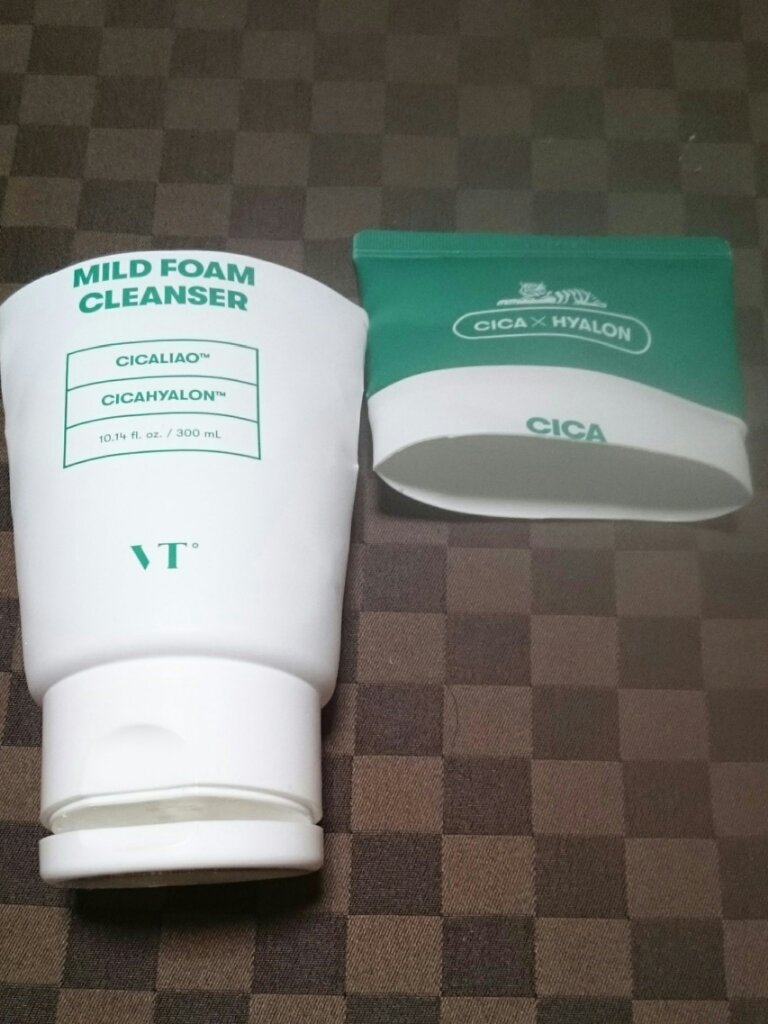 MILD FOAM
CLEANSER
CICALIAO™
CICAHYALON™
10.14 fl. oz. / 300 mL
VT°
CICA × HYALON
CICA